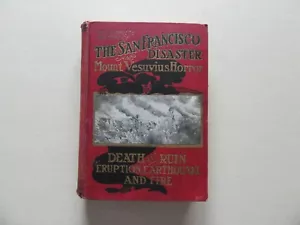 THE SAN FRANCISCO
DISASTER
Mount Vesuvius Horror
DEATH & RUIN
ERUPTION, EARTHQUAKE
AND FIRE